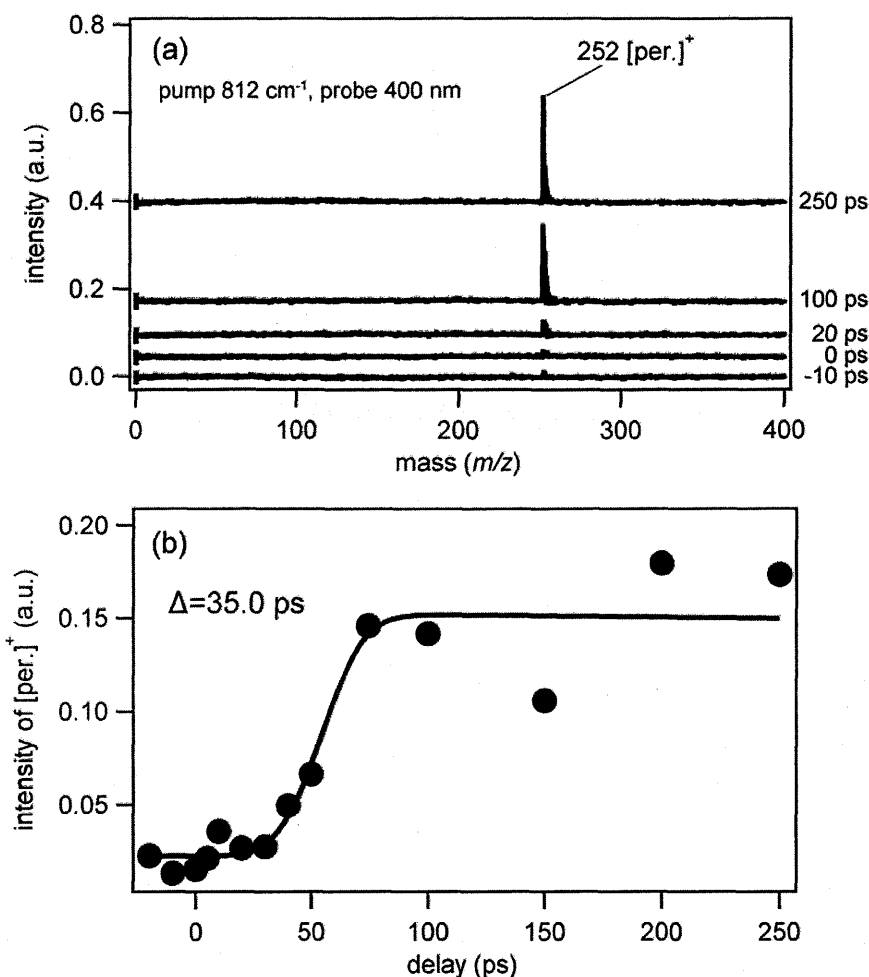 (a)
252 [per.]⁺
pump 812 cm⁻¹, probe 400 nm
intensity (a.u.)
0.8
0.6
0.4
0.2
0.0
250 ps
100 ps
20 ps
0 ps
-10 ps
0 100 200 300 400
mass (m/z)
(b)
Δ=35.0 ps
intensity of [per.]⁺ (a.u.)
0.20
0.15
0.10
0.05
0 50 100 150 200 250
delay (ps)